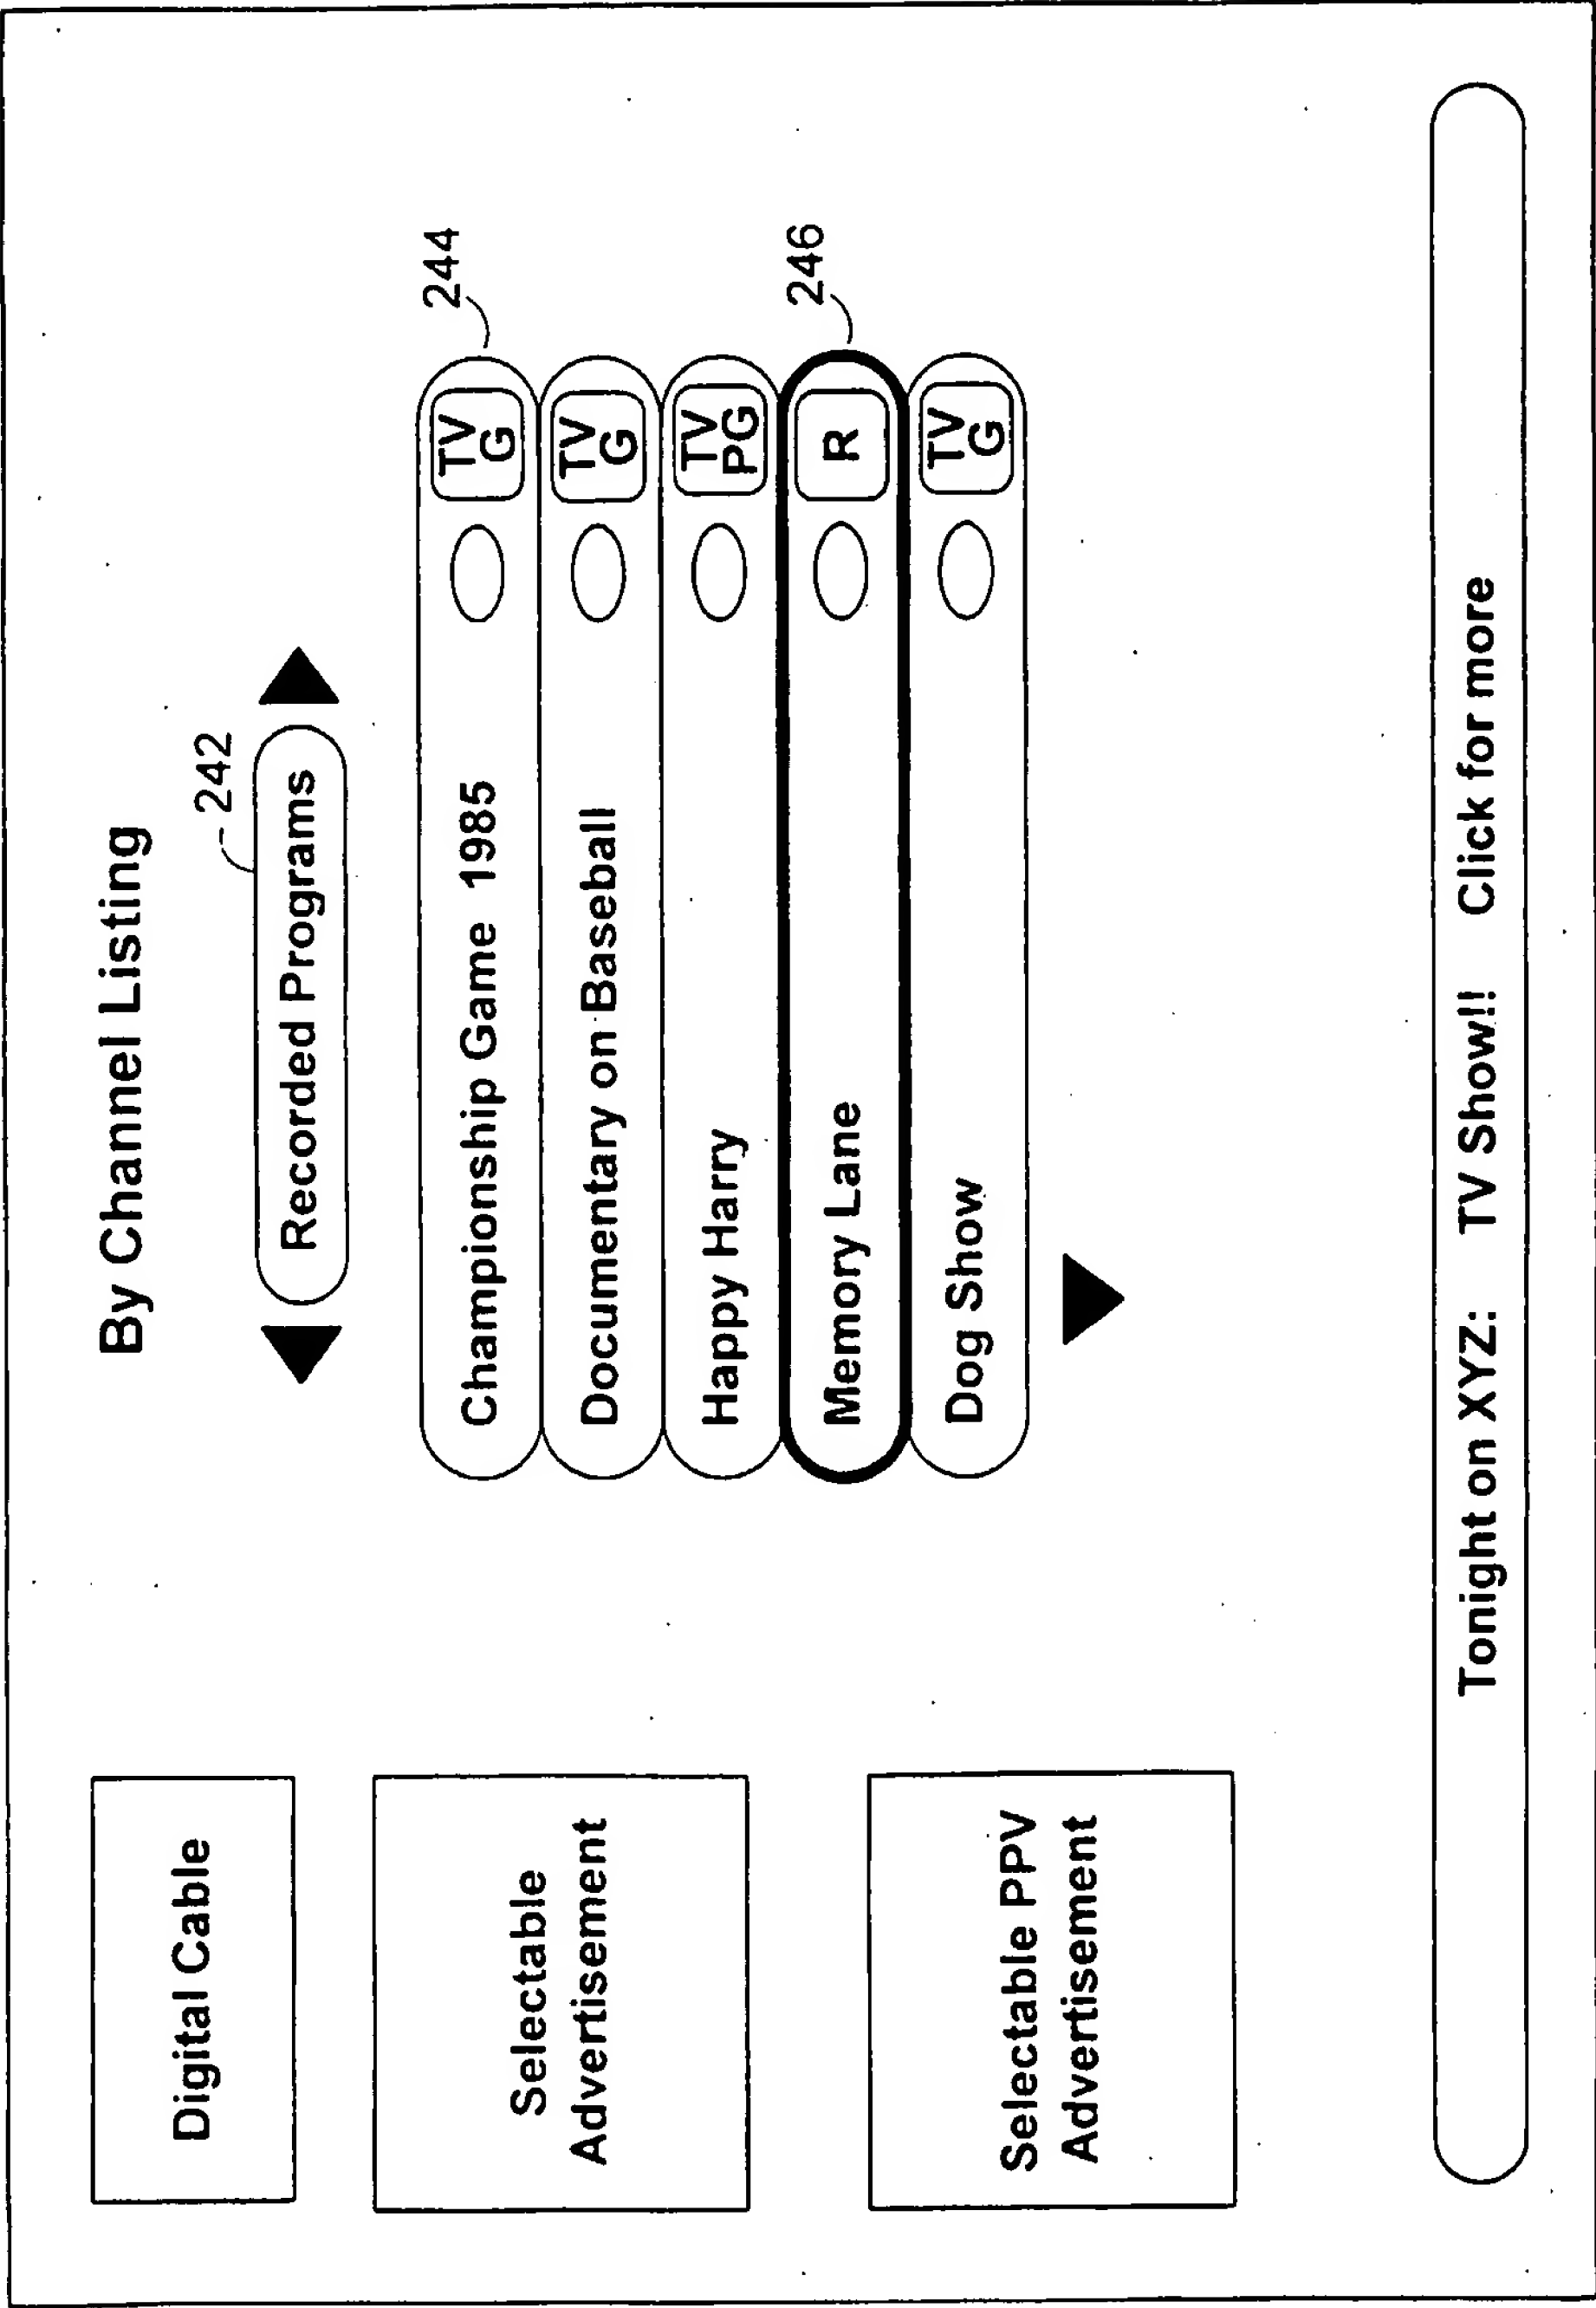 By Channel Listing
242
Recorded Programs
244
Championship Game 1985
TV
G
Documentary on Baseball
TV
G
Happy Harry
TV
PG
246
Memory Lane
R
Dog Show
TV
G
Digital Cable
Selectable
Advertisement
Selectable PPV
Advertisement
Tonight on XYZ: TV Show!! Click for more